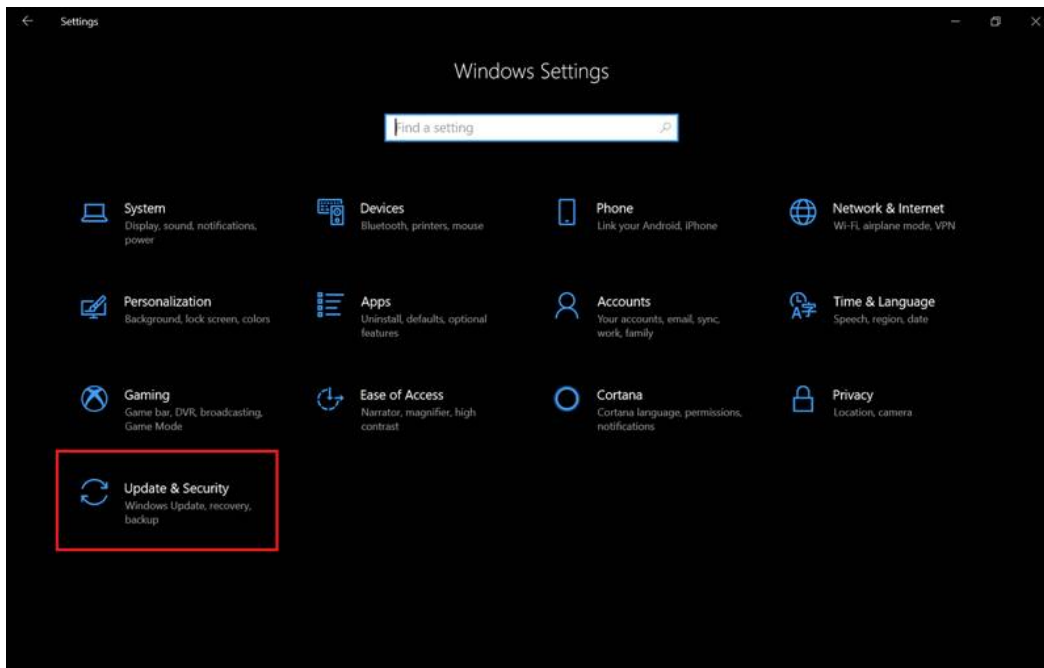 Settings
Windows Settings
Find a setting
System
Display, sound, notifications,
power
Devices
Bluetooth, printers, mouse
Phone
Link your Android, iPhone
Network & Internet
Wi-Fi, airplane mode, VPN
Personalization
Background, lock screen, colors
Apps
Uninstall, defaults, optional
features
Accounts
Your accounts, email, sync,
work, family
Time & Language
Speech, region, date
Gaming
Game bar, DVR, broadcasting,
Game Mode
Ease of Access
Narrator, magnifier, high
contrast
Cortana
Cortana language, permissions,
notifications
Privacy
Location, camera
Update & Security
Windows Update, recovery,
backup